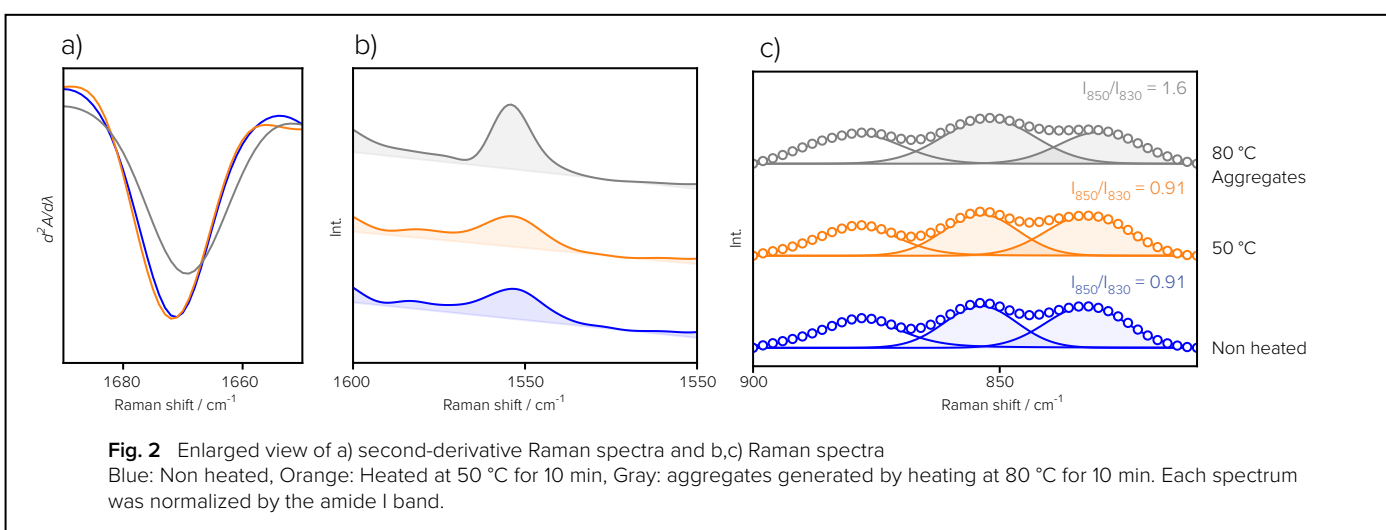 a)
d²A/dλ
1680
1660
Raman shift / cm⁻¹
b)
Int.
1600
1550
1550
Raman shift / cm⁻¹
c)
Int.
I₈₅₀/I₈₃₀ = 1.6
80 °C
Aggregates
I₈₅₀/I₈₃₀ = 0.91
50 °C
I₈₅₀/I₈₃₀ = 0.91
Non heated
900
850
Raman shift / cm⁻¹
Fig. 2 Enlarged view of a) second-derivative Raman spectra and b,c) Raman spectra
Blue: Non heated, Orange: Heated at 50 °C for 10 min, Gray: aggregates generated by heating at 80 °C for 10 min. Each spectrum
was normalized by the amide I band.